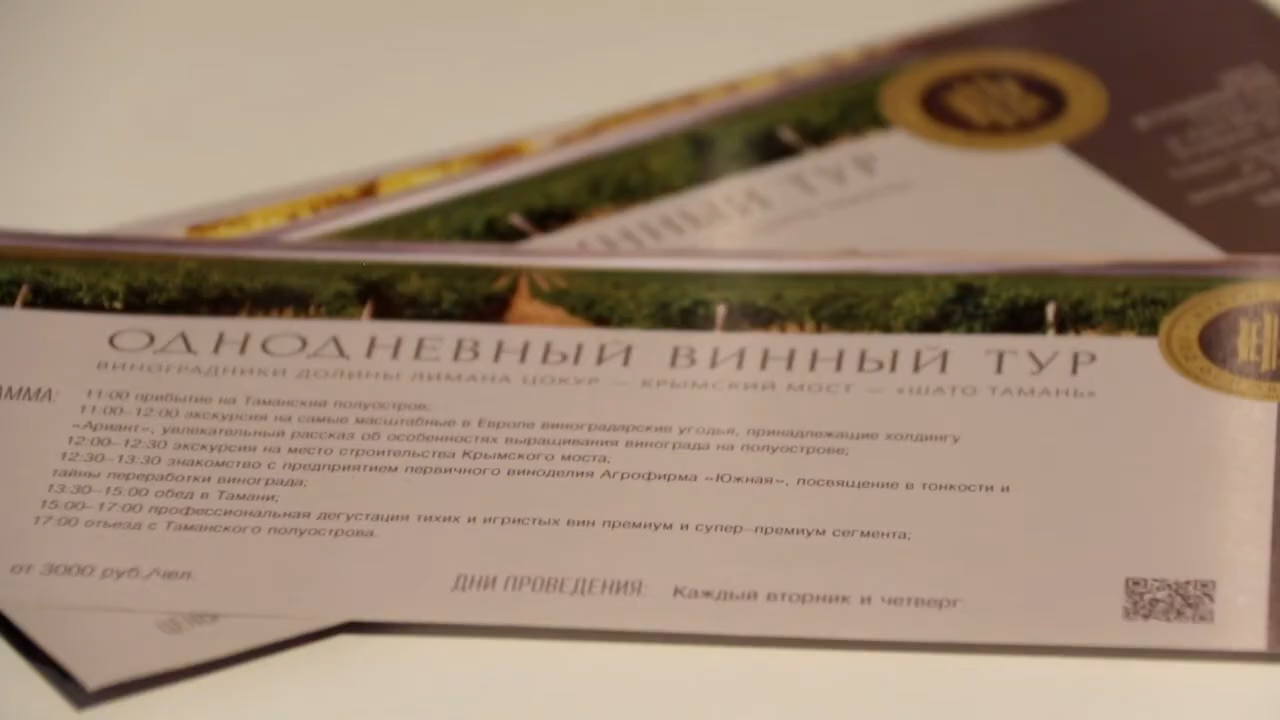 ТУР
ОДНОДНЕВНЫЙ ВИННЫЙ ТУР
ВИНОГРАДНИКИ ДОЛИНЫ ЛИМАНА ЦОКУР — КРЫМСКИЙ МОСТ — «ШАТО ТАМАНЬ»
АММА: 11:00 прибытие на Таманский полуостров;
11:00–12:00 экскурсия на самые масштабные в Европе виноградарские угодья, принадлежащие холдингу
«Ариант», увлекательный рассказ об особенностях выращивания винограда на полуострове;
12:00–12:30 экскурсия на место строительства Крымского моста;
12:30–13:30 знакомство с предприятием первичного виноделия Агрофирма «Южная», посвящение в тонкости и
тайны переработки винограда;
13:30–15:00 обед в Тамани;
15:00–17:00 профессиональная дегустация тихих и игристых вин премиум и супер-премиум сегмента;
17:00 отъезд с Таманского полуострова.
от 3000 руб./чел. ДНИ ПРОВЕДЕНИЯ: Каждый вторник и четверг